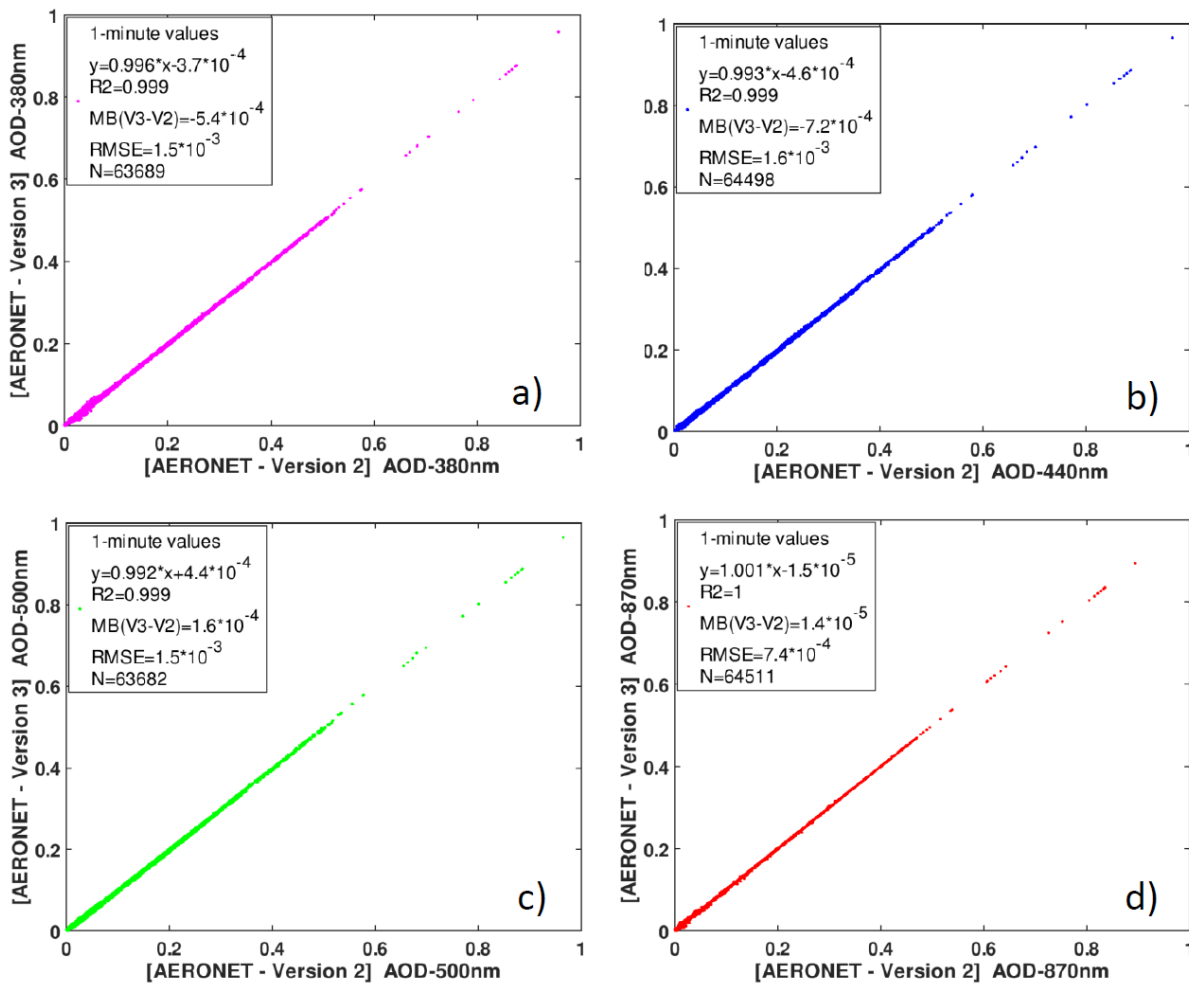 1
0.8
0.6
0.4
0.2
0
[AERONET - Version 3] AOD-380nm
1-minute values
y=0.996*x-3.7*10^-4
R2=0.999
MB(V3-V2)=-5.4*10^-4
RMSE=1.5*10^-3
N=63689
a)
0 0.2 0.4 0.6 0.8 1
[AERONET - Version 2] AOD-380nm
1
0.8
0.6
0.4
0.2
0
[AERONET - Version 3] AOD-440nm
1-minute values
y=0.993*x-4.6*10^-4
R2=0.999
MB(V3-V2)=-7.2*10^-4
RMSE=1.6*10^-3
N=64498
b)
0 0.2 0.4 0.6 0.8 1
[AERONET - Version 2] AOD-440nm
1
0.8
0.6
0.4
0.2
0
[AERONET - Version 3] AOD-500nm
1-minute values
y=0.992*x+4.4*10^-4
R2=0.999
MB(V3-V2)=1.6*10^-4
RMSE=1.5*10^-3
N=63682
c)
0 0.2 0.4 0.6 0.8 1
[AERONET - Version 2] AOD-500nm
1
0.8
0.6
0.4
0.2
0
[AERONET - Version 3] AOD-870nm
1-minute values
y=1.001*x-1.5*10^-5
R2=1
MB(V3-V2)=1.4*10^-5
RMSE=7.4*10^-4
N=64511
d)
0 0.2 0.4 0.6 0.8 1
[AERONET - Version 2] AOD-870nm